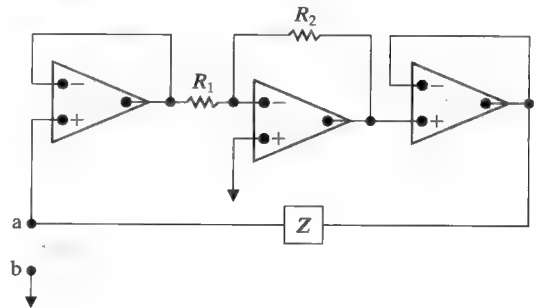 R₂
R₁
− + − + − +
a Z
b